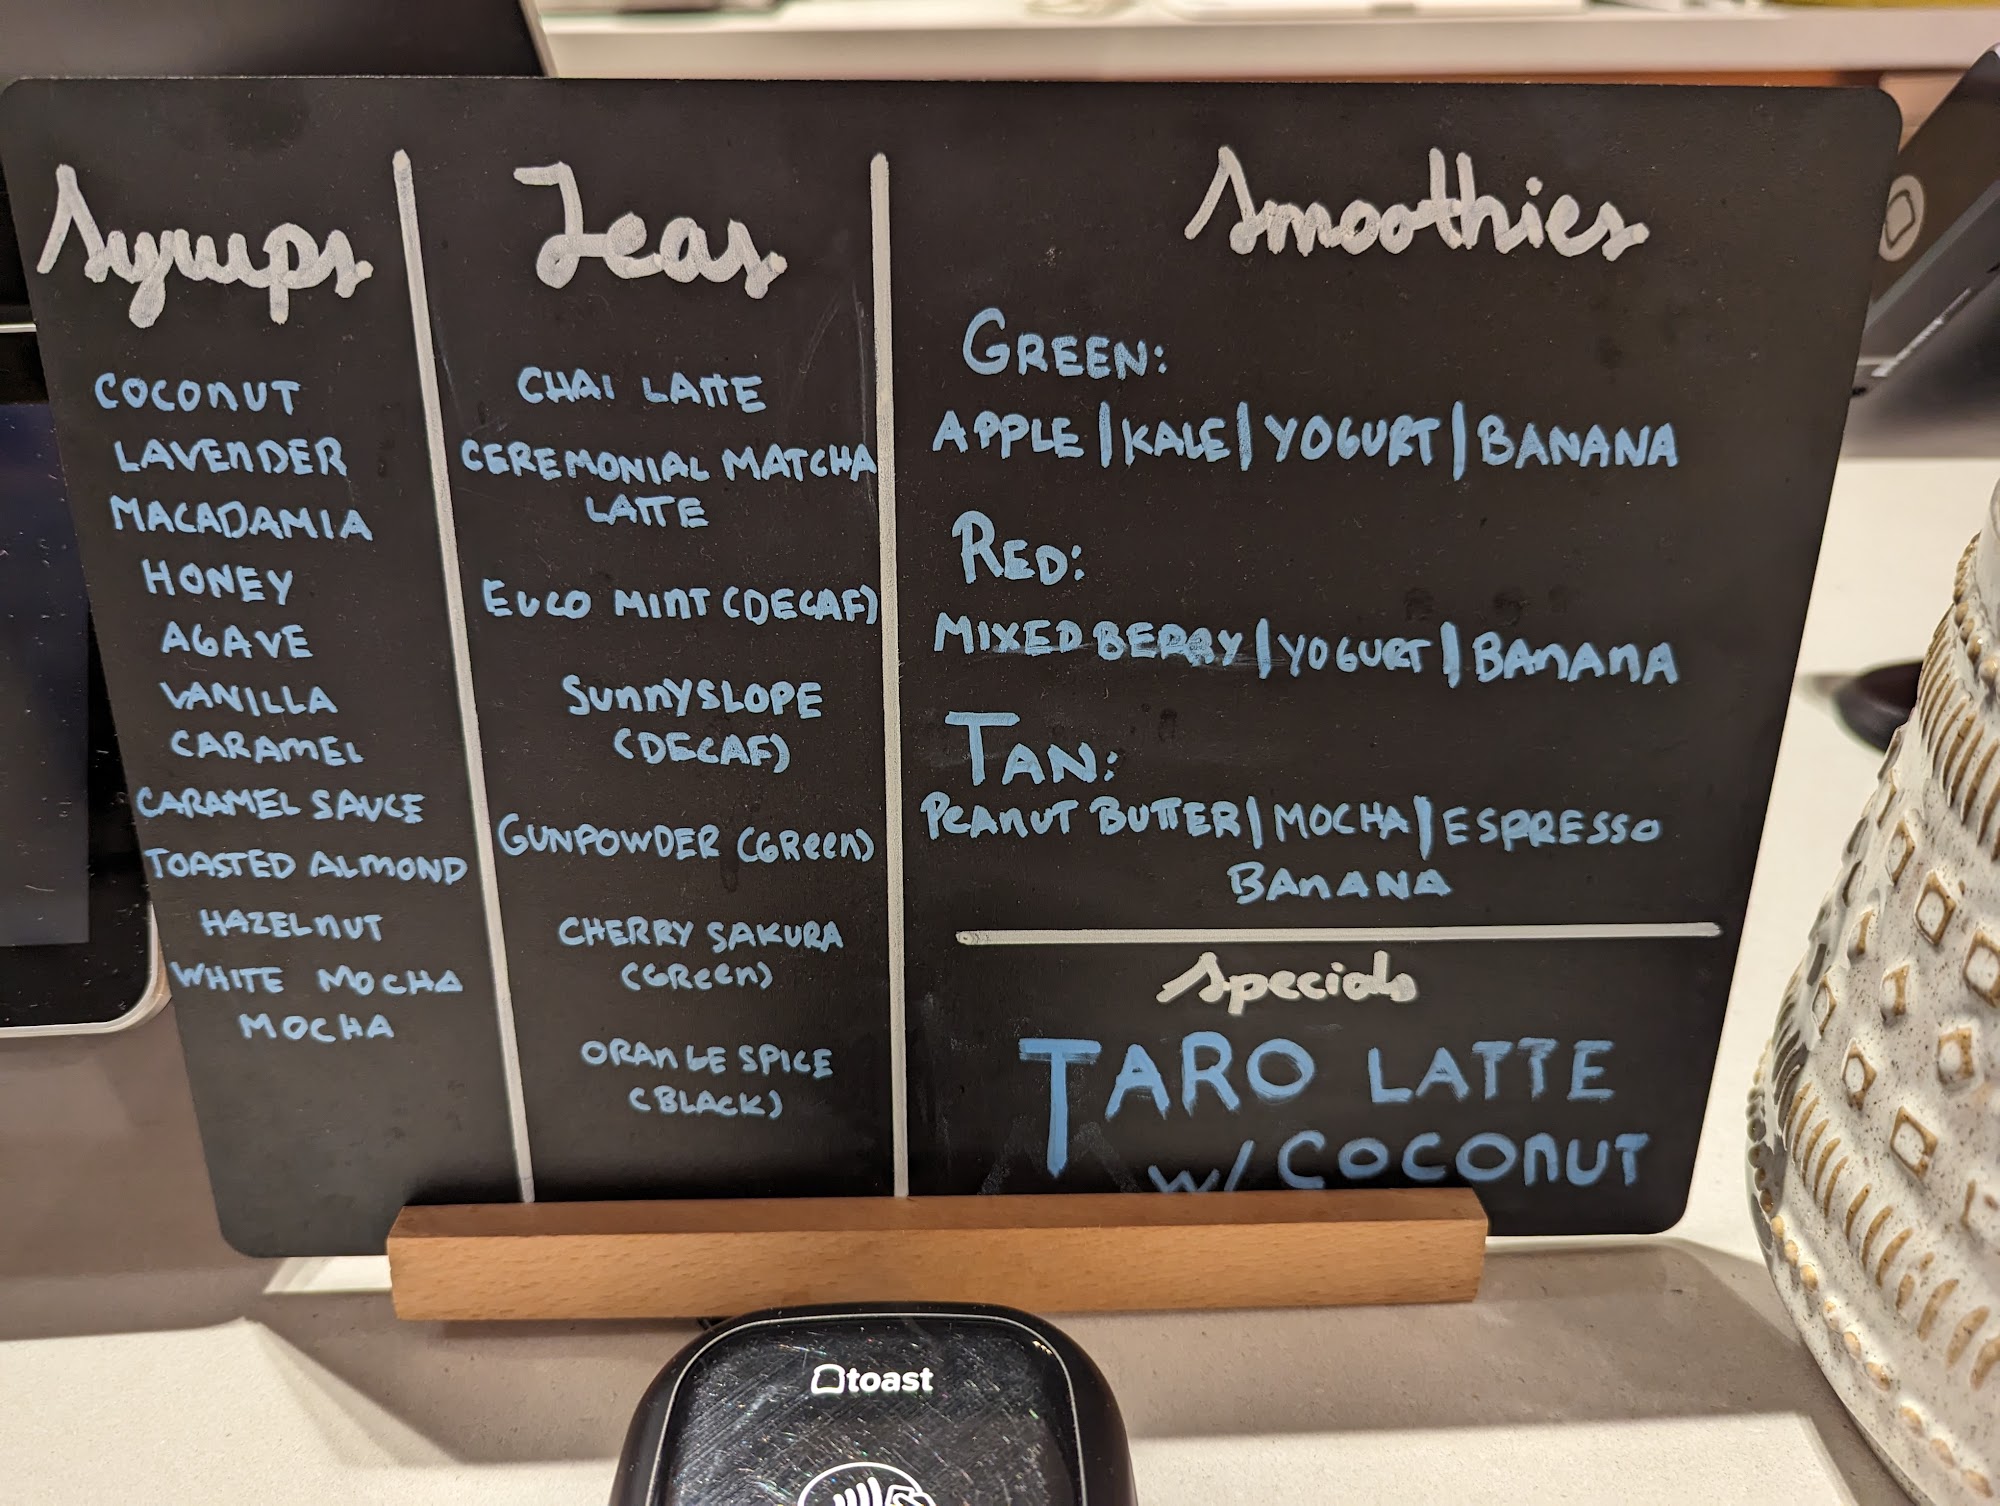 Syrups
COCONUT
LAVENDER
MACADAMIA
HONEY
AGAVE
VANILLA
CARAMEL
CARAMEL SAUCE
TOASTED ALMOND
HAZELNUT
WHITE MOCHA
MOCHA
Teas
CHAI LATTE
CEREMONIAL MATCHA
LATTE
EUCO MINT (DECAF)
SUNNYSLOPE
(DECAF)
GUNPOWDER (GREEN)
CHERRY SAKURA
(GREEN)
ORANGE SPICE
(BLACK)
Smoothies
GREEN:
APPLE | KALE | YOGURT | BANANA
RED:
MIXED BERRY | YOGURT | BANANA
TAN:
PEANUT BUTTER | MOCHA | ESPRESSO
BANANA
Specials
TARO LATTE
W/ COCONUT
toast